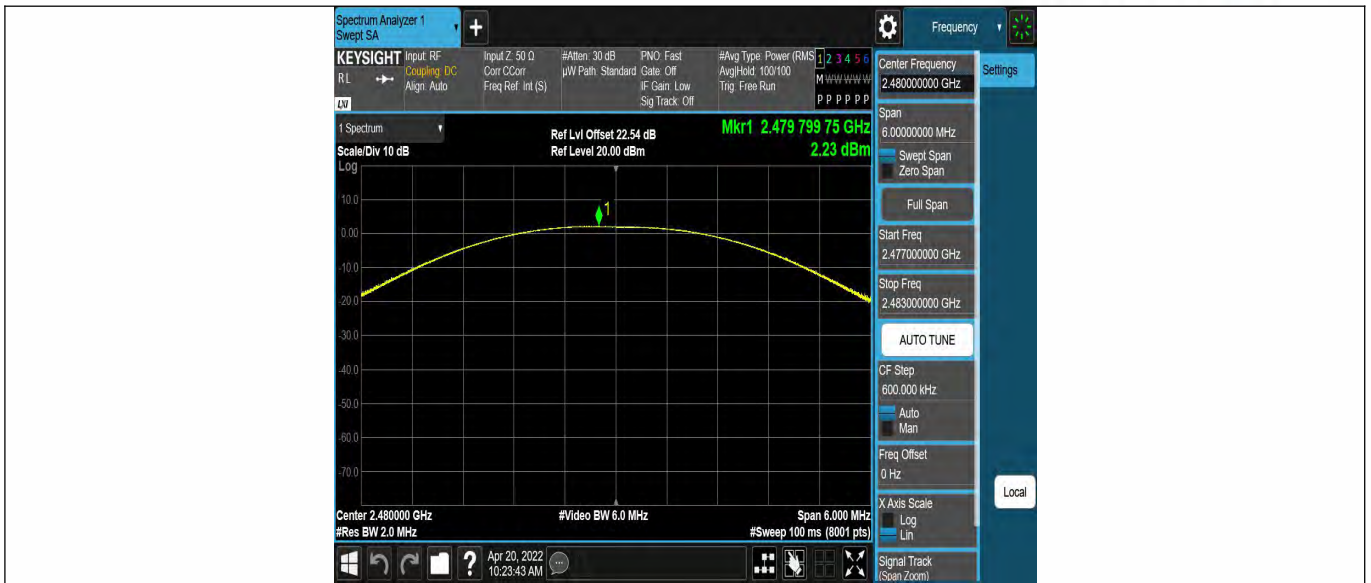 Spectrum Analyzer 1
Swept SA
+
Frequency
KEYSIGHT
RL
LXI
Input: RF
Coupling: DC
Align: Auto
Input Z: 50 Ω
Corr CCorr
Freq Ref: Int (S)
#Atten: 30 dB
µW Path: Standard
PNO: Fast
Gate: Off
IF Gain: Low
Sig Track: Off
#Avg Type: Power (RMS
Avg|Hold: 100/100
Trig: Free Run
1 2 3 4 5 6
M W W W W W
P P P P P P
1 Spectrum
Scale/Div 10 dB
Log
Ref Lvl Offset 22.54 dB
Ref Level 20.00 dBm
Mkr1 2.479 799 75 GHz
2.23 dBm
1
10.0
0.00
-10.0
-20.0
-30.0
-40.0
-50.0
-60.0
-70.0
Center 2.480000 GHz
#Res BW 2.0 MHz
#Video BW 6.0 MHz
Span 6.000 MHz
#Sweep 100 ms (8001 pts)
?
Apr 20, 2022
10:23:43 AM
Center Frequency
2.480000000 GHz
Settings
Span
6.00000000 MHz
Swept Span
Zero Span
Full Span
Start Freq
2.477000000 GHz
Stop Freq
2.483000000 GHz
AUTO TUNE
CF Step
600.000 kHz
Auto
Man
Freq Offset
0 Hz
X Axis Scale
Log
Lin
Local
Signal Track
(Span Zoom)